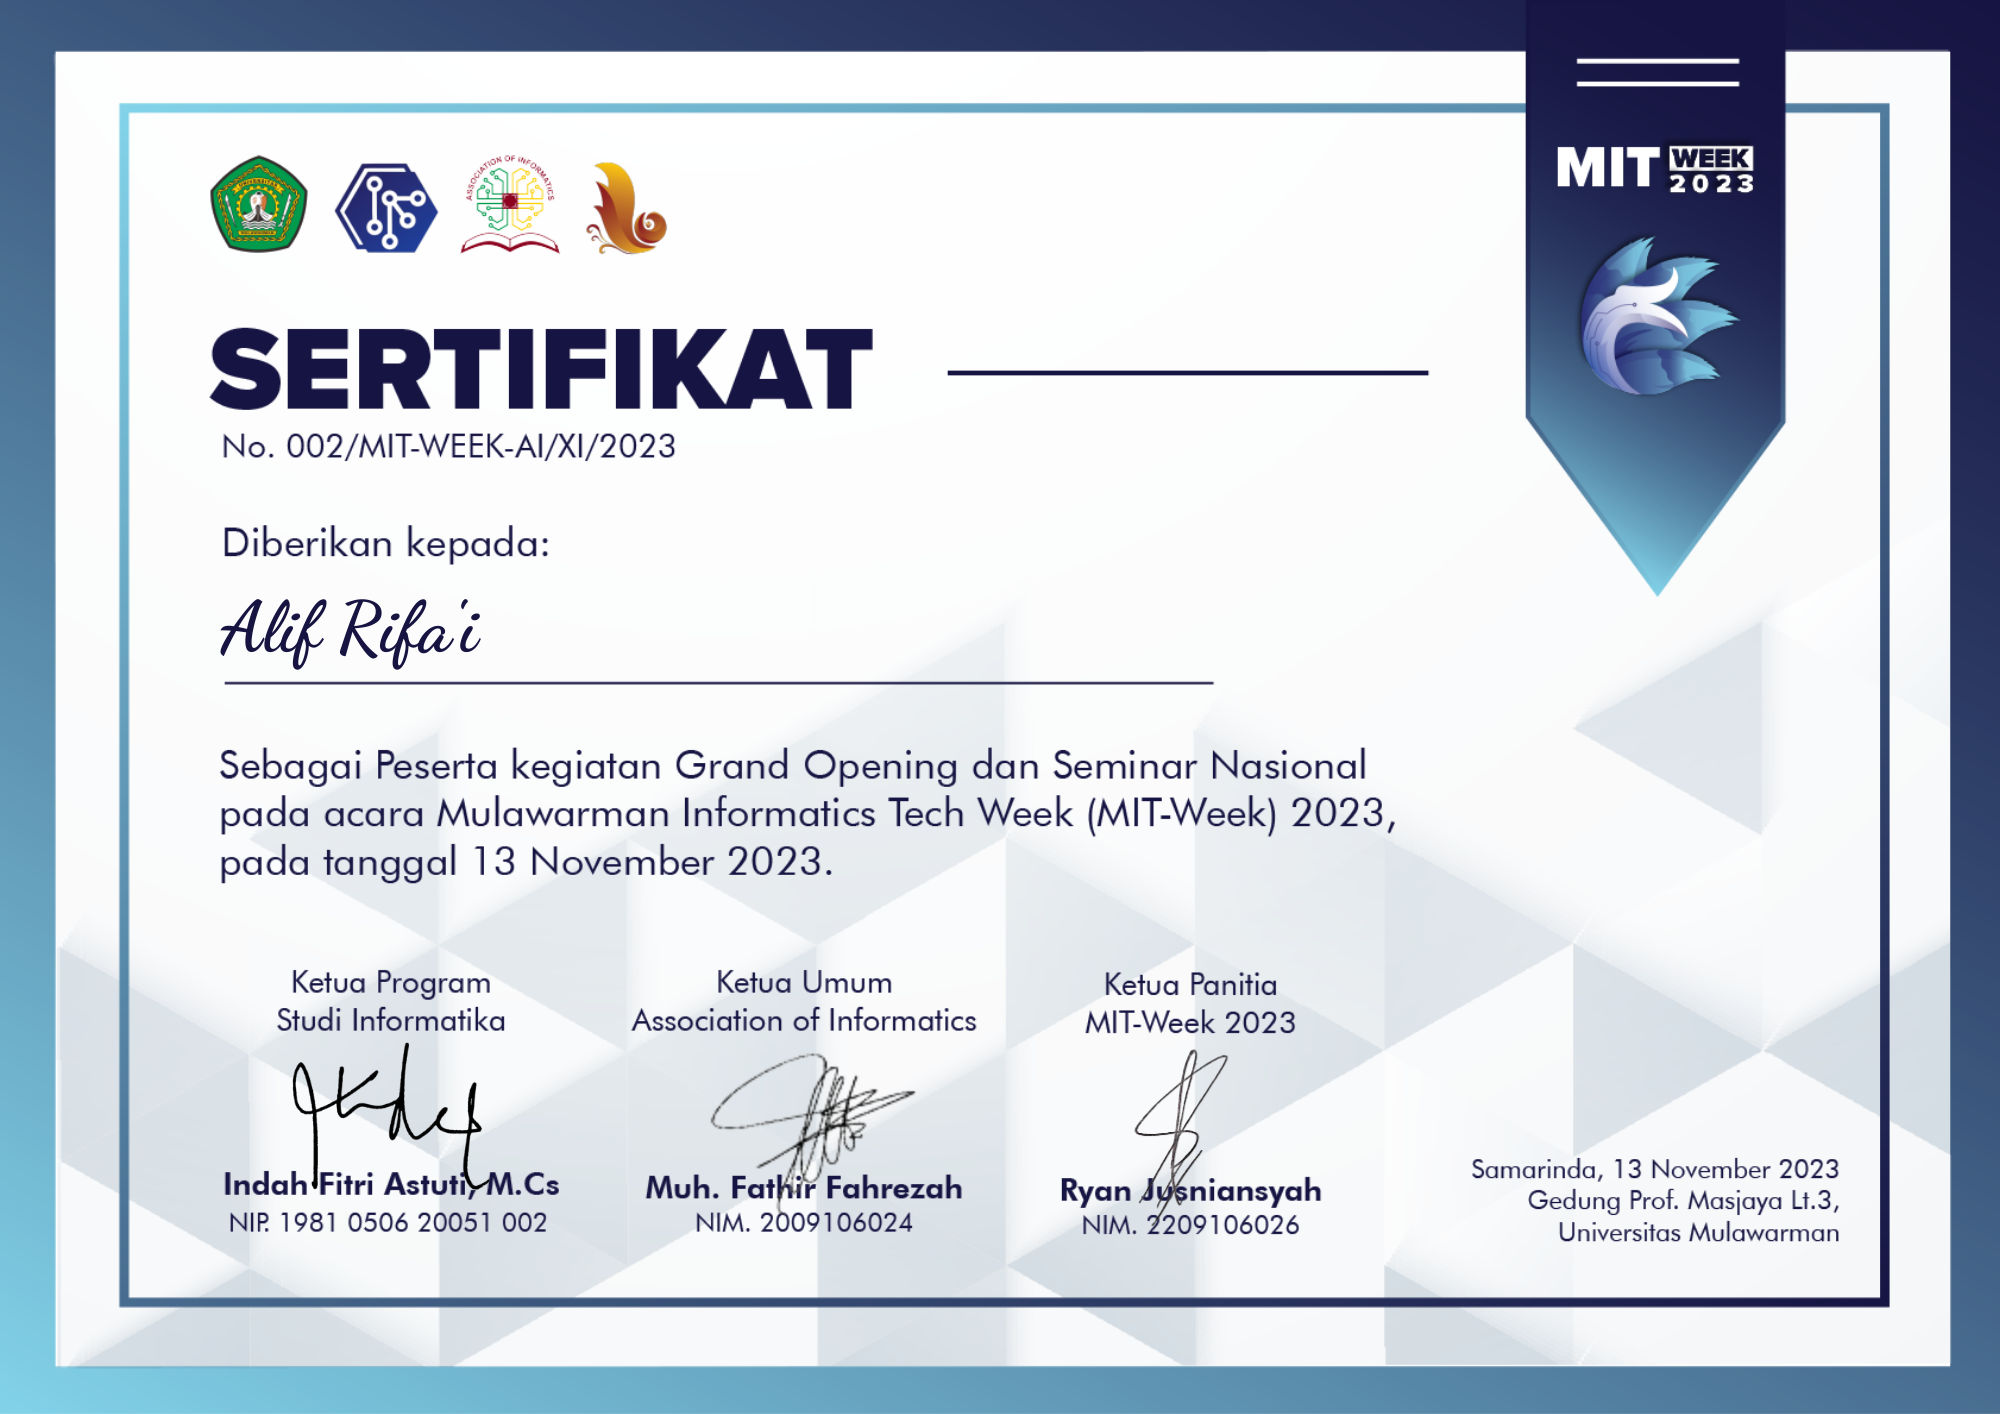 ASSOCIATION OF INFORMATICS
MIT WEEK
2023
SERTIFIKAT
No. 002/MIT-WEEK-AI/XI/2023
Diberikan kepada:
Alif Rifa'i
Sebagai Peserta kegiatan Grand Opening dan Seminar Nasional
pada acara Mulawarman Informatics Tech Week (MIT-Week) 2023,
pada tanggal 13 November 2023.
Ketua Program
Studi Informatika
Indah Fitri Astuti, M.Cs
NIP. 1981 0506 20051 002
Ketua Umum
Association of Informatics
Muh. Fathir Fahrezah
NIM. 2009106024
Ketua Panitia
MIT-Week 2023
Ryan Jusniansyah
NIM. 2209106026
Samarinda, 13 November 2023
Gedung Prof. Masjaya Lt.3,
Universitas Mulawarman